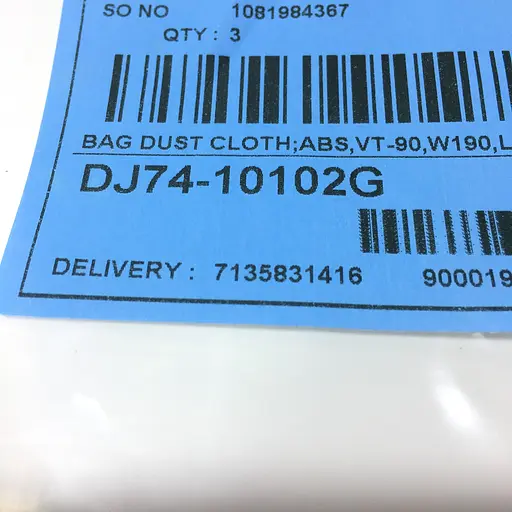 SO NO 1081984367
QTY : 3
BAG DUST CLOTH;ABS,VT-90,W190,L
DJ74-10102G
DELIVERY : 7135831416 900019